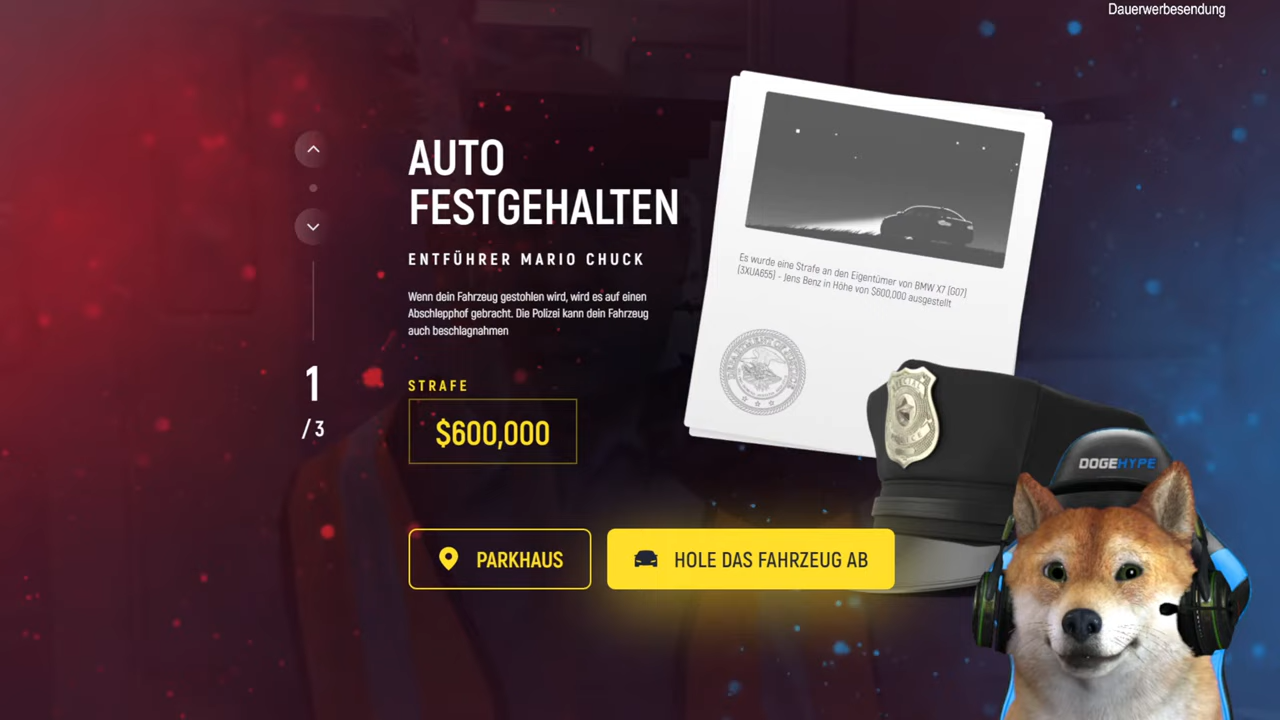 Dauerwerbesendung
AUTO
FESTGEHALTEN
ENTFÜHRER MARIO CHUCK
Wenn dein Fahrzeug gestohlen wird, wird es auf einen
Abschlepphof gebracht. Die Polizei kann dein Fahrzeug
auch beschlagnahmen
1
/ 3
STRAFE
$600,000
PARKHAUS
HOLE DAS FAHRZEUG AB
Es wurde eine Strafe an den Eigentümer von BMW X7 [G07]
(3XUA655) - Jens Benz in Höhe von $600,000 ausgestellt
DOGEHYPE